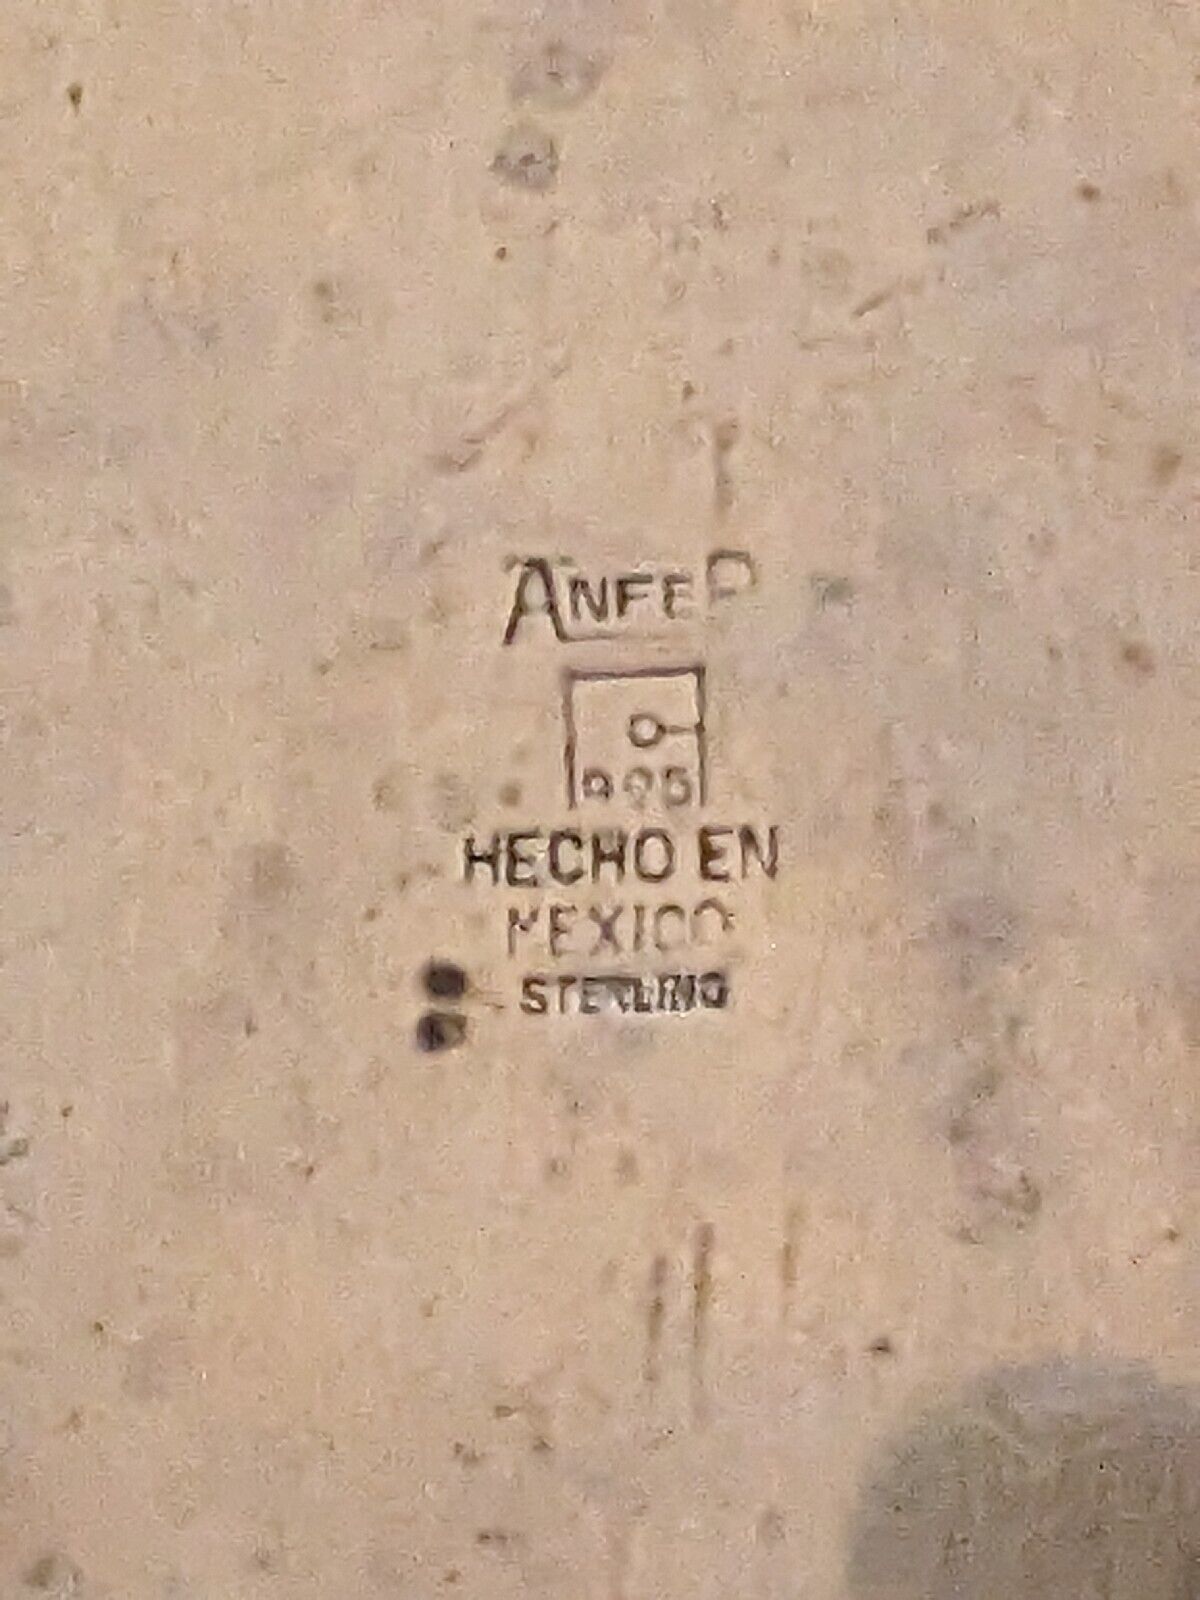 ANFER
925
HECHO EN
MEXICO
STERLING